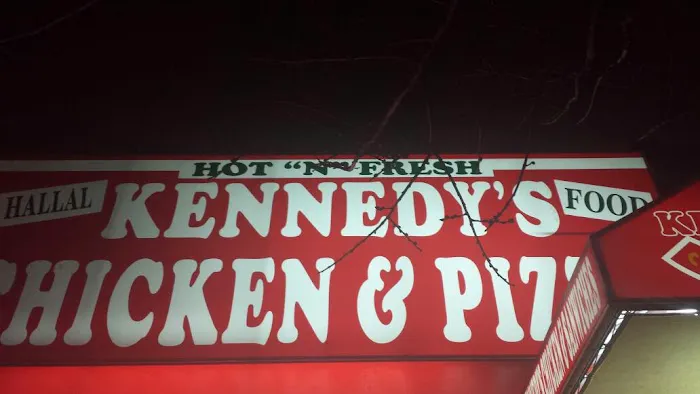 HOT "N" FRESH
HALLAL KENNEDY'S FOOD
CHICKEN & PIZ